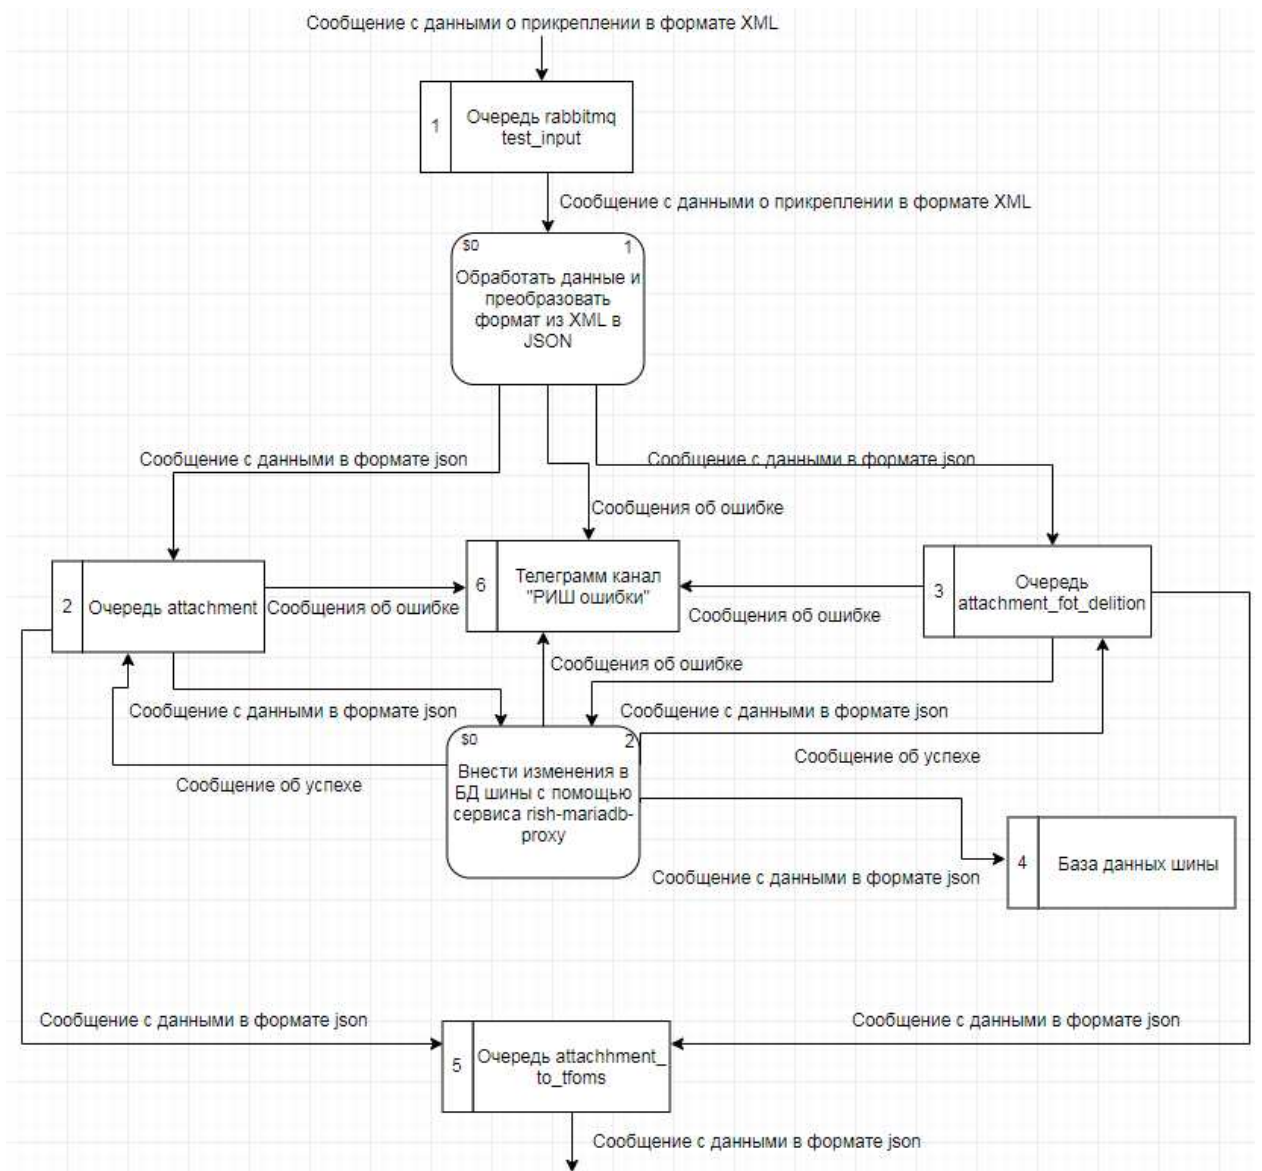 Сообщение с данными о прикреплении в формате XML
1
Очередь rabbitmq
test_input
Сообщение с данными о прикреплении в формате XML
$0
1
Обработать данные и
преобразовать
формат из XML в
JSON
Сообщение с данными в формате json
Сообщение с данными в формате json
Сообщения об ошибке
2
Очередь attachment
Сообщения об ошибке
6
Телеграмм канал
"РИШ ошибки"
Сообщения об ошибке
3
Очередь
attachment_fot_delition
Сообщения об ошибке
Сообщение с данными в формате json
Сообщение с данными в формате json
Сообщение об успехе
Сообщение об успехе
$0
2
Внести изменения в
БД шины с помощью
сервиса rish-mariadb-
proxy
Сообщение с данными в формате json
4
База данных шины
Сообщение с данными в формате json
Сообщение с данными в формате json
5
Очередь attachhment_
to_tfoms
Сообщение с данными в формате json